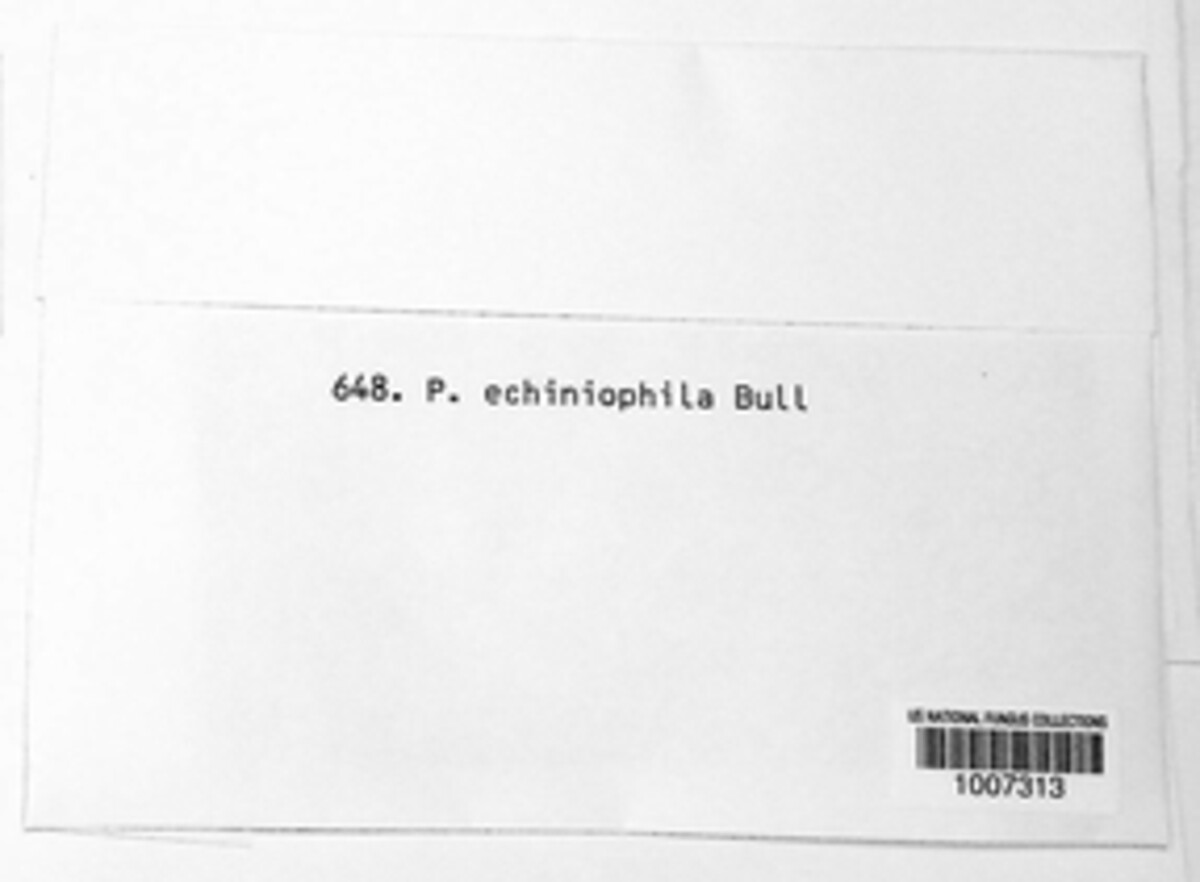 648. P. echiniophila Bull
US NATIONAL FUNGUS COLLECTIONS
1007313